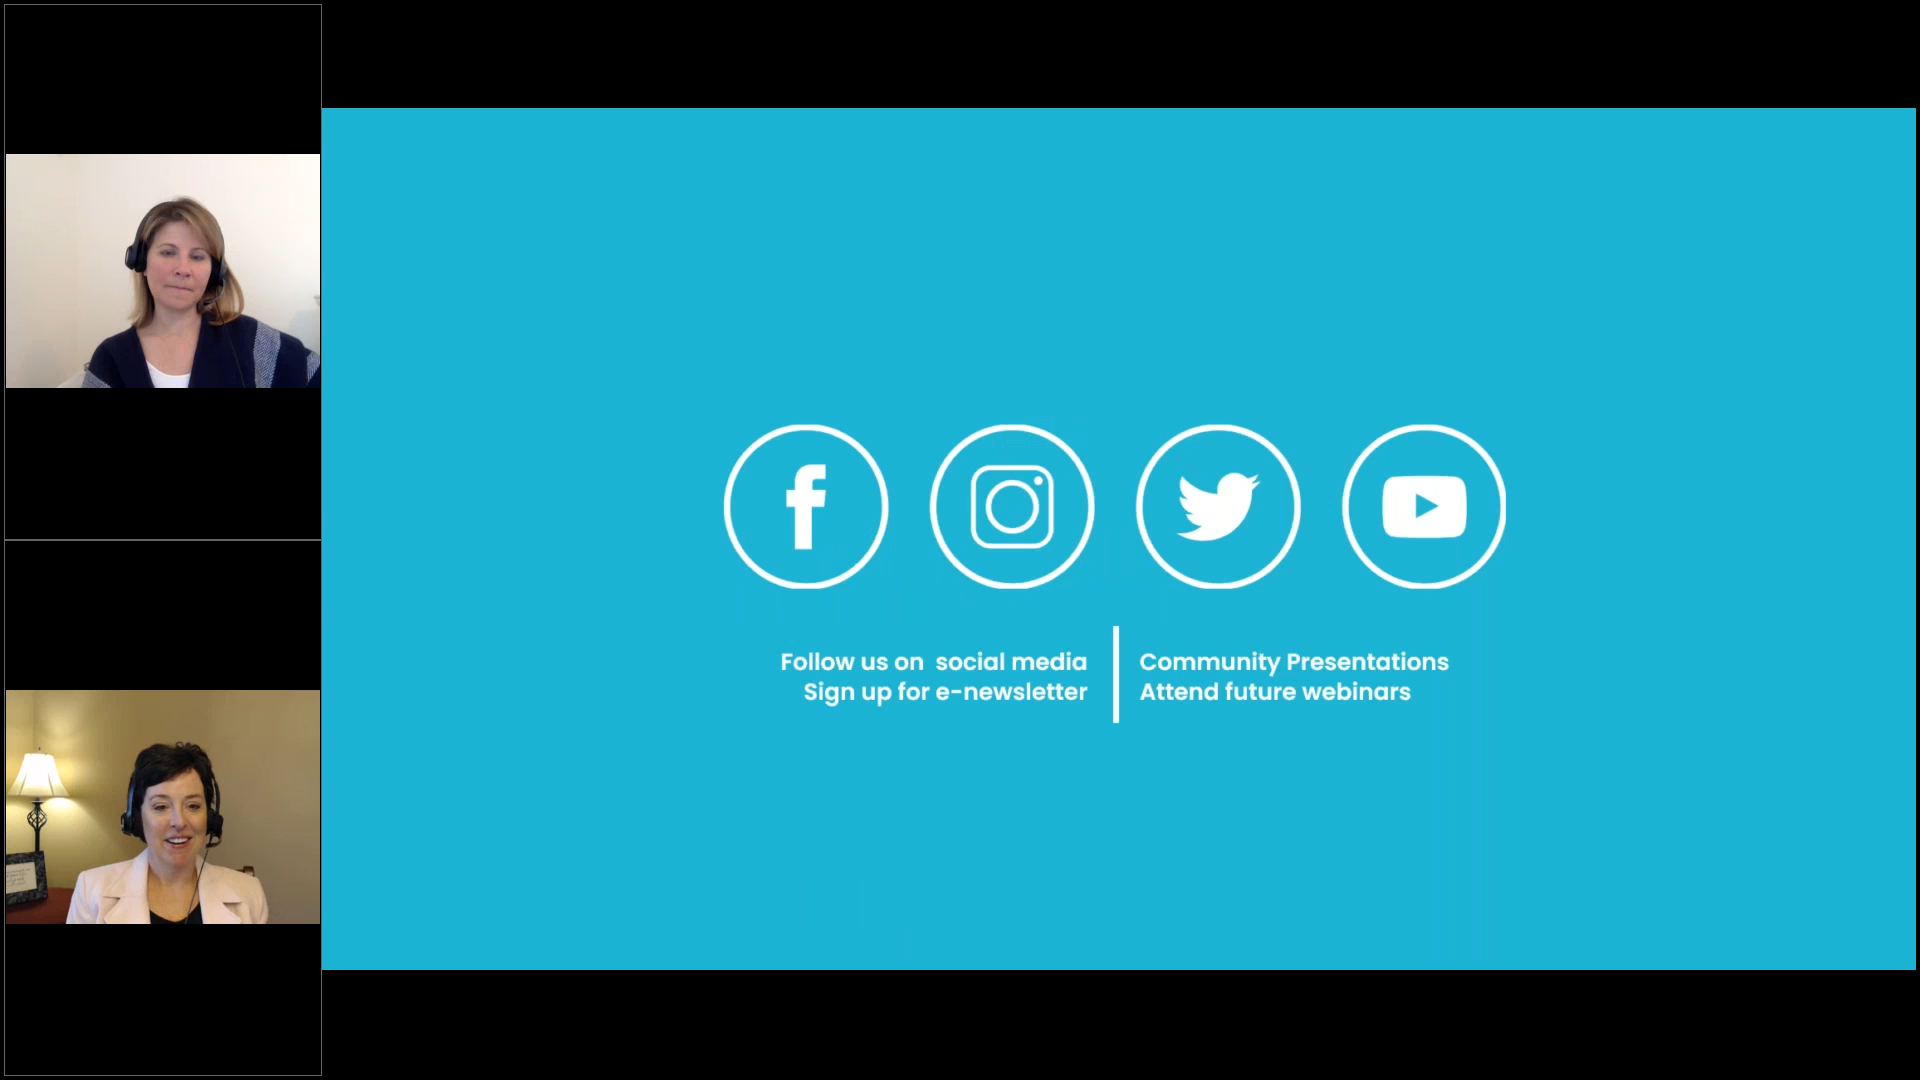 Follow us on social media
Sign up for e-newsletter
Community Presentations
Attend future webinars